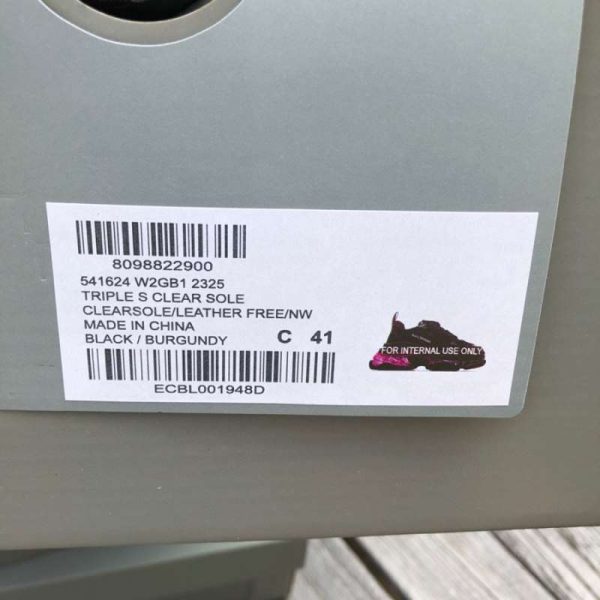 8098822900
541624 W2GB1 2325
TRIPLE S CLEAR SOLE
CLEARSOLE/LEATHER FREE/NW
MADE IN CHINA
BLACK / BURGUNDY C 41
FOR INTERNAL USE ONLY
ECBL001948D